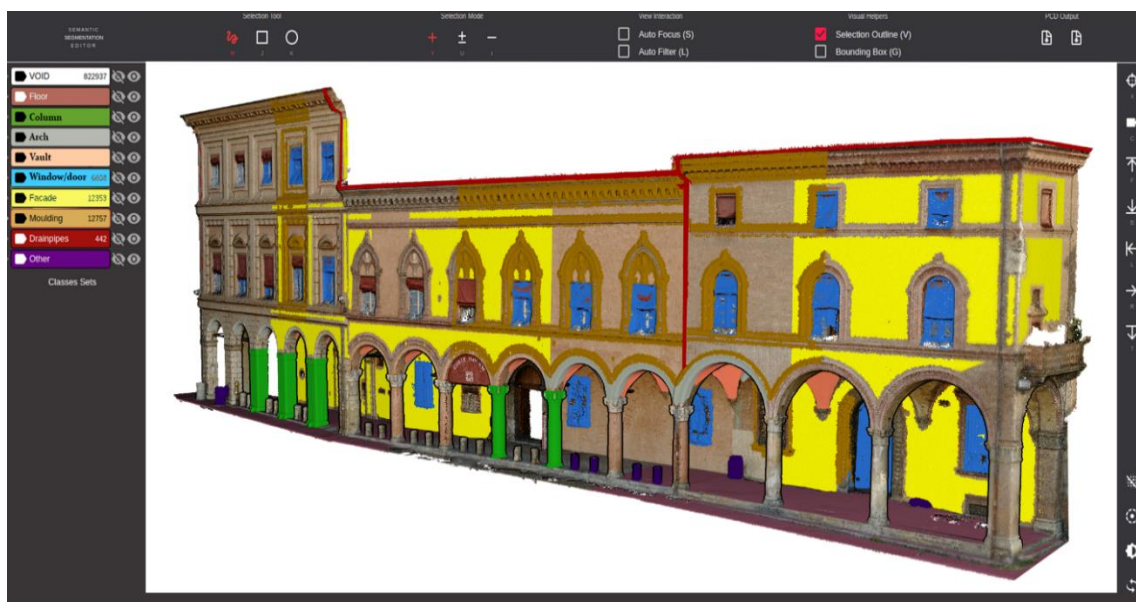 Selection Tool
Selection Mode
View Interaction
Visual Helpers
PCD Output
SEMANTIC
SEGMENTATION
EDITOR
Auto Focus (S)
Auto Filter (L)
Selection Outline (V)
Bounding Box (G)
VOID 822937
Floor
Column
Arch
Vault
Window/door
Facade 12353
Moulding 12757
Drainpipes 442
Other
Classes Sets